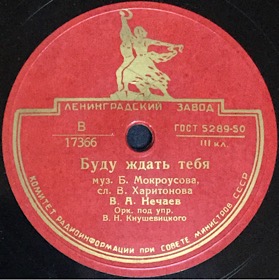 ЛЕНИНГРАДСКИЙ ЗАВОД
В
17366
ГОСТ 5289-50
III кл.
Буду ждать тебя
муз. Б. Мокроусова,
сл. В. Харитонова
В. А. Нечаев
Орк. под упр.
В. Н. Кнушевицкого
КОМИТЕТ РАДИОИНФОРМАЦИИ ПРИ СОВЕТЕ МИНИСТРОВ СССР